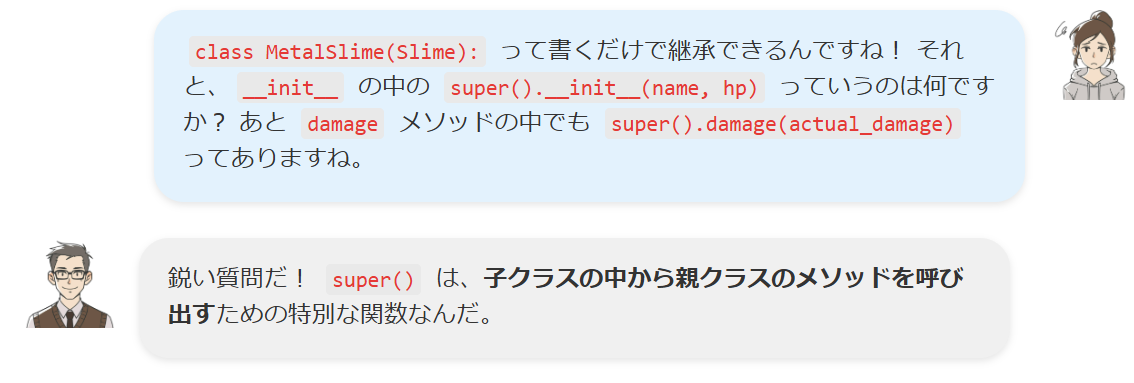 class MetalSlime(Slime): って書くだけで継承できるんですね！ それ
と、 __init__ の中の super().__init__(name, hp) っていうのは何です
か？ あと damage メソッドの中でも super().damage(actual_damage)
ってありますね。
鋭い質問だ！ super() は、子クラスの中から親クラスのメソッドを呼び
出すための特別な関数なんだ。